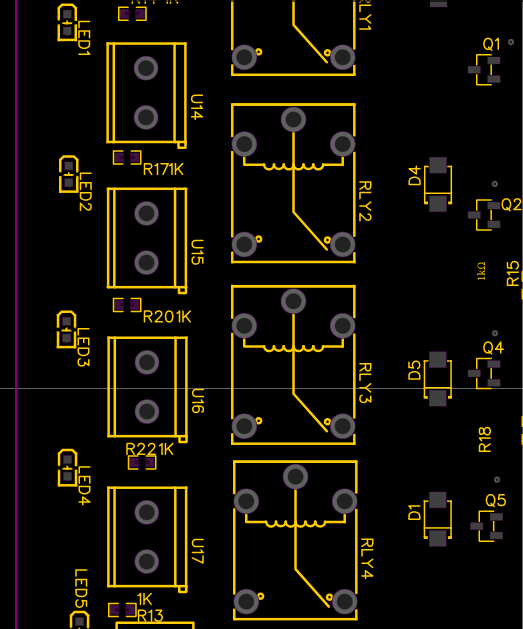 RLY1
LED1
Q1
U14
R171K
D4
LED2
RLY2
Q2
U15
1kΩ
R15
R201K
LED3
Q4
D5
RLY3
U16
R18
R221K
LED4
Q5
D1
U17
RLY4
LED5
1K
R13